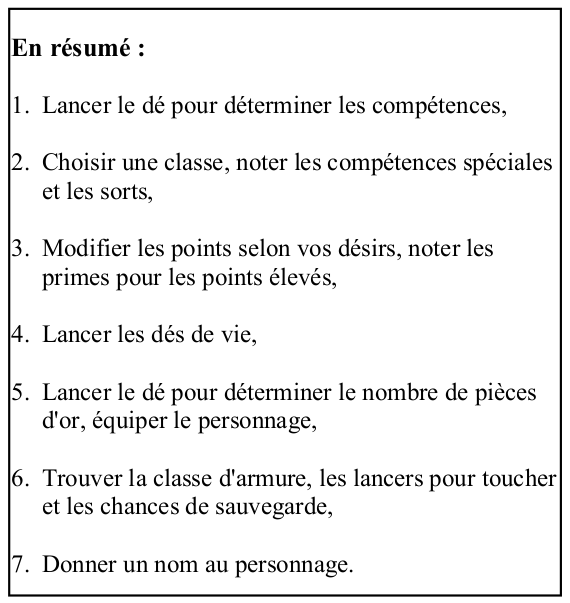 En résumé :
1. Lancer le dé pour déterminer les compétences,
2. Choisir une classe, noter les compétences spéciales
et les sorts,
3. Modifier les points selon vos désirs, noter les
primes pour les points élevés,
4. Lancer les dés de vie,
5. Lancer le dé pour déterminer le nombre de pièces
d'or, équiper le personnage,
6. Trouver la classe d'armure, les lancers pour toucher
et les chances de sauvegarde,
7. Donner un nom au personnage.